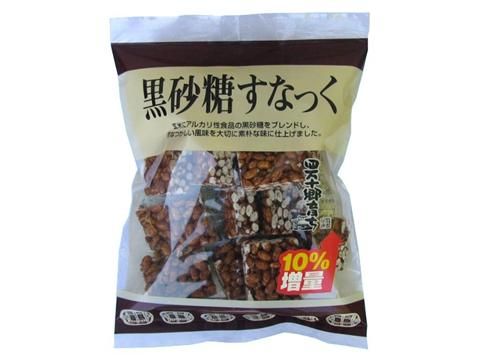 黒砂糖すなっく
玄米にアルカリ性食品の黒砂糖をブレンドし、
なつかしい風味を大切に素朴な味に仕上げました。
10%
増量